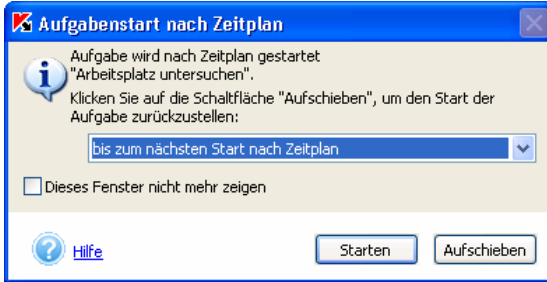 Aufgabenstart nach Zeitplan
Aufgabe wird nach Zeitplan gestartet
"Arbeitsplatz untersuchen".
Klicken Sie auf die Schaltfläche "Aufschieben", um den Start der
Aufgabe zurückzustellen:
bis zum nächsten Start nach Zeitplan
Dieses Fenster nicht mehr zeigen
Hilfe
Starten
Aufschieben